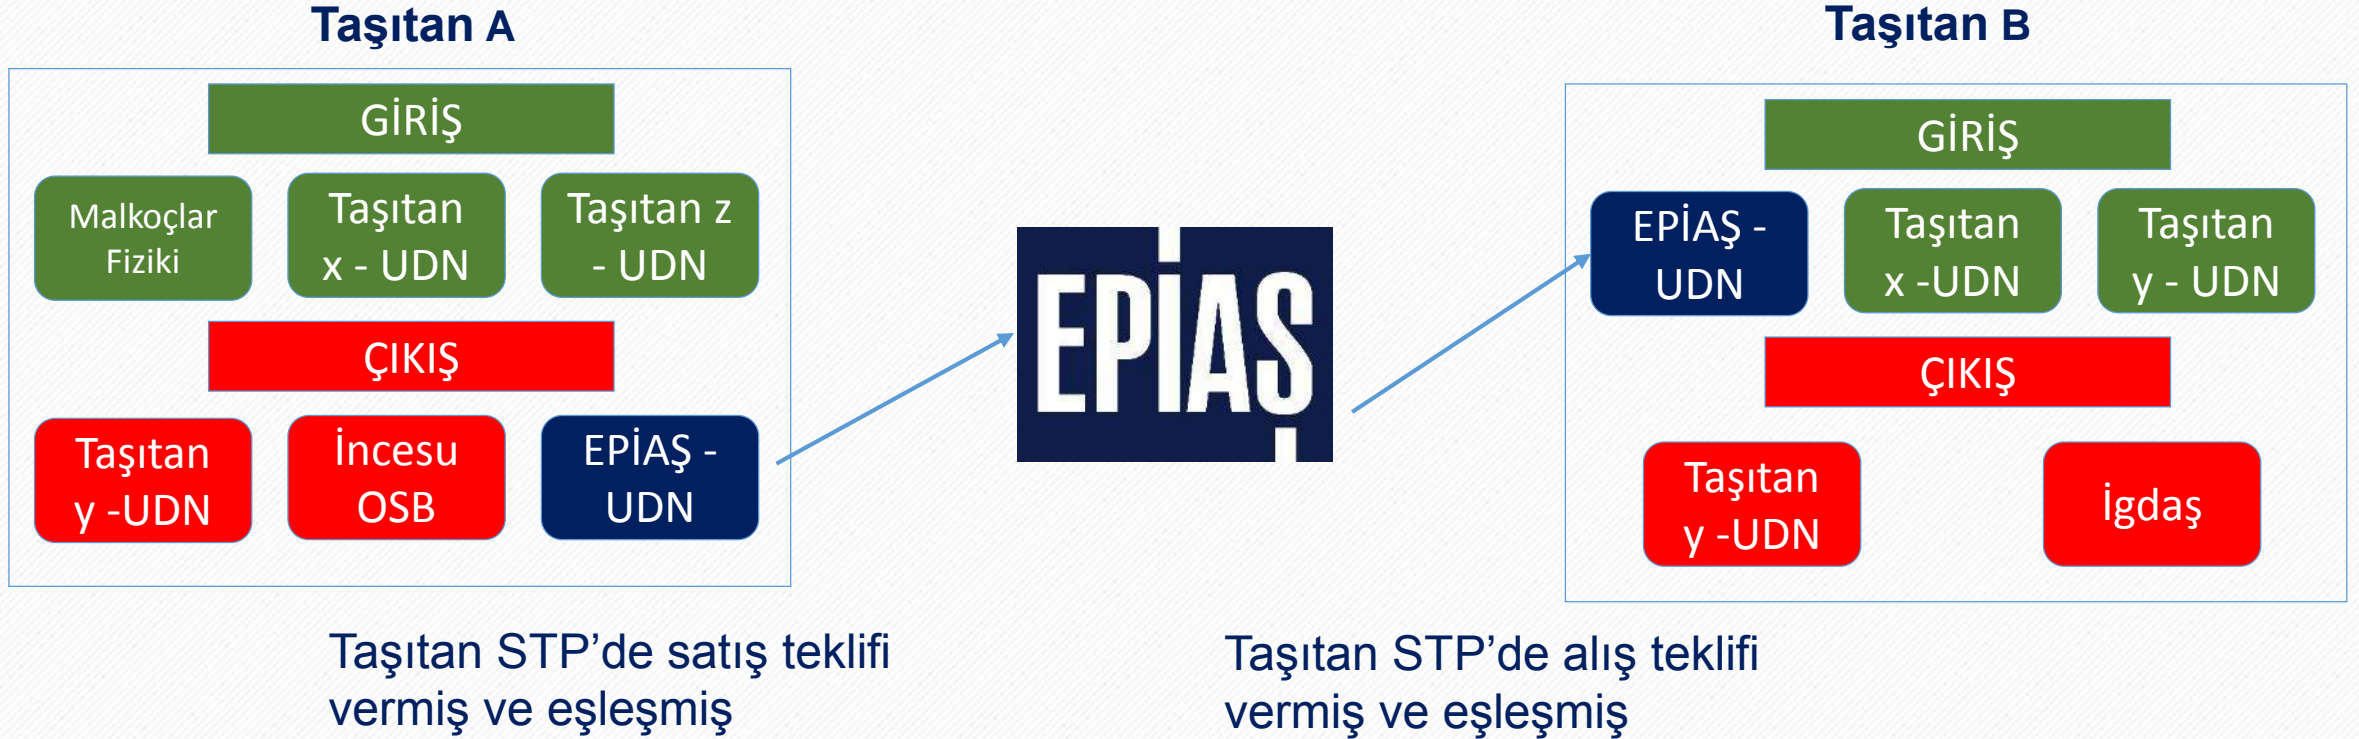 Taşıtan A
GİRİŞ
Malkoçlar
Fiziki
Taşıtan
x - UDN
Taşıtan z
- UDN
ÇIKIŞ
Taşıtan
y -UDN
İncesu
OSB
EPİAŞ -
UDN
EPİAŞ
Taşıtan B
GİRİŞ
EPİAŞ -
UDN
Taşıtan
x -UDN
Taşıtan
y - UDN
ÇIKIŞ
Taşıtan
y -UDN
İgdaş
Taşıtan STP’de satış teklifi
vermiş ve eşleşmiş
Taşıtan STP’de alış teklifi
vermiş ve eşleşmiş